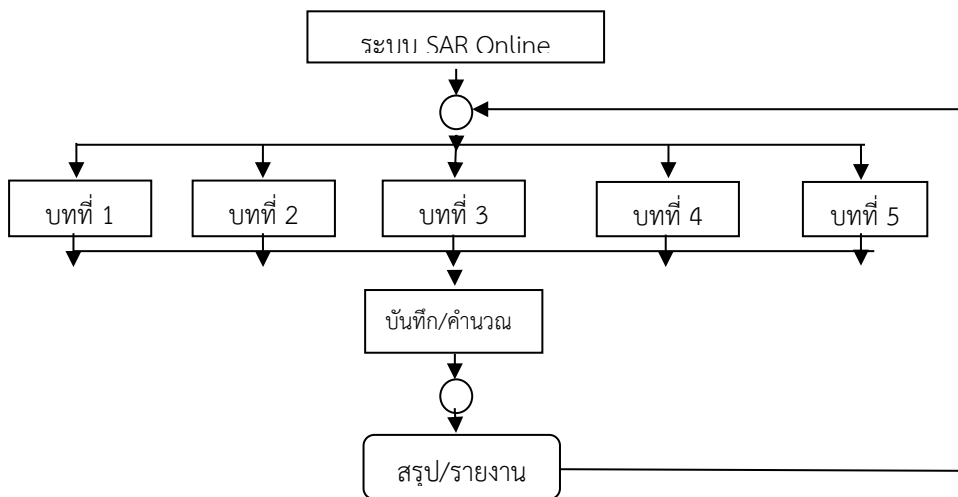 ระบบ SAR Online
บทที่ 1
บทที่ 2
บทที่ 3
บทที่ 4
บทที่ 5
บันทึก/คำนวณ
สรุป/รายงาน